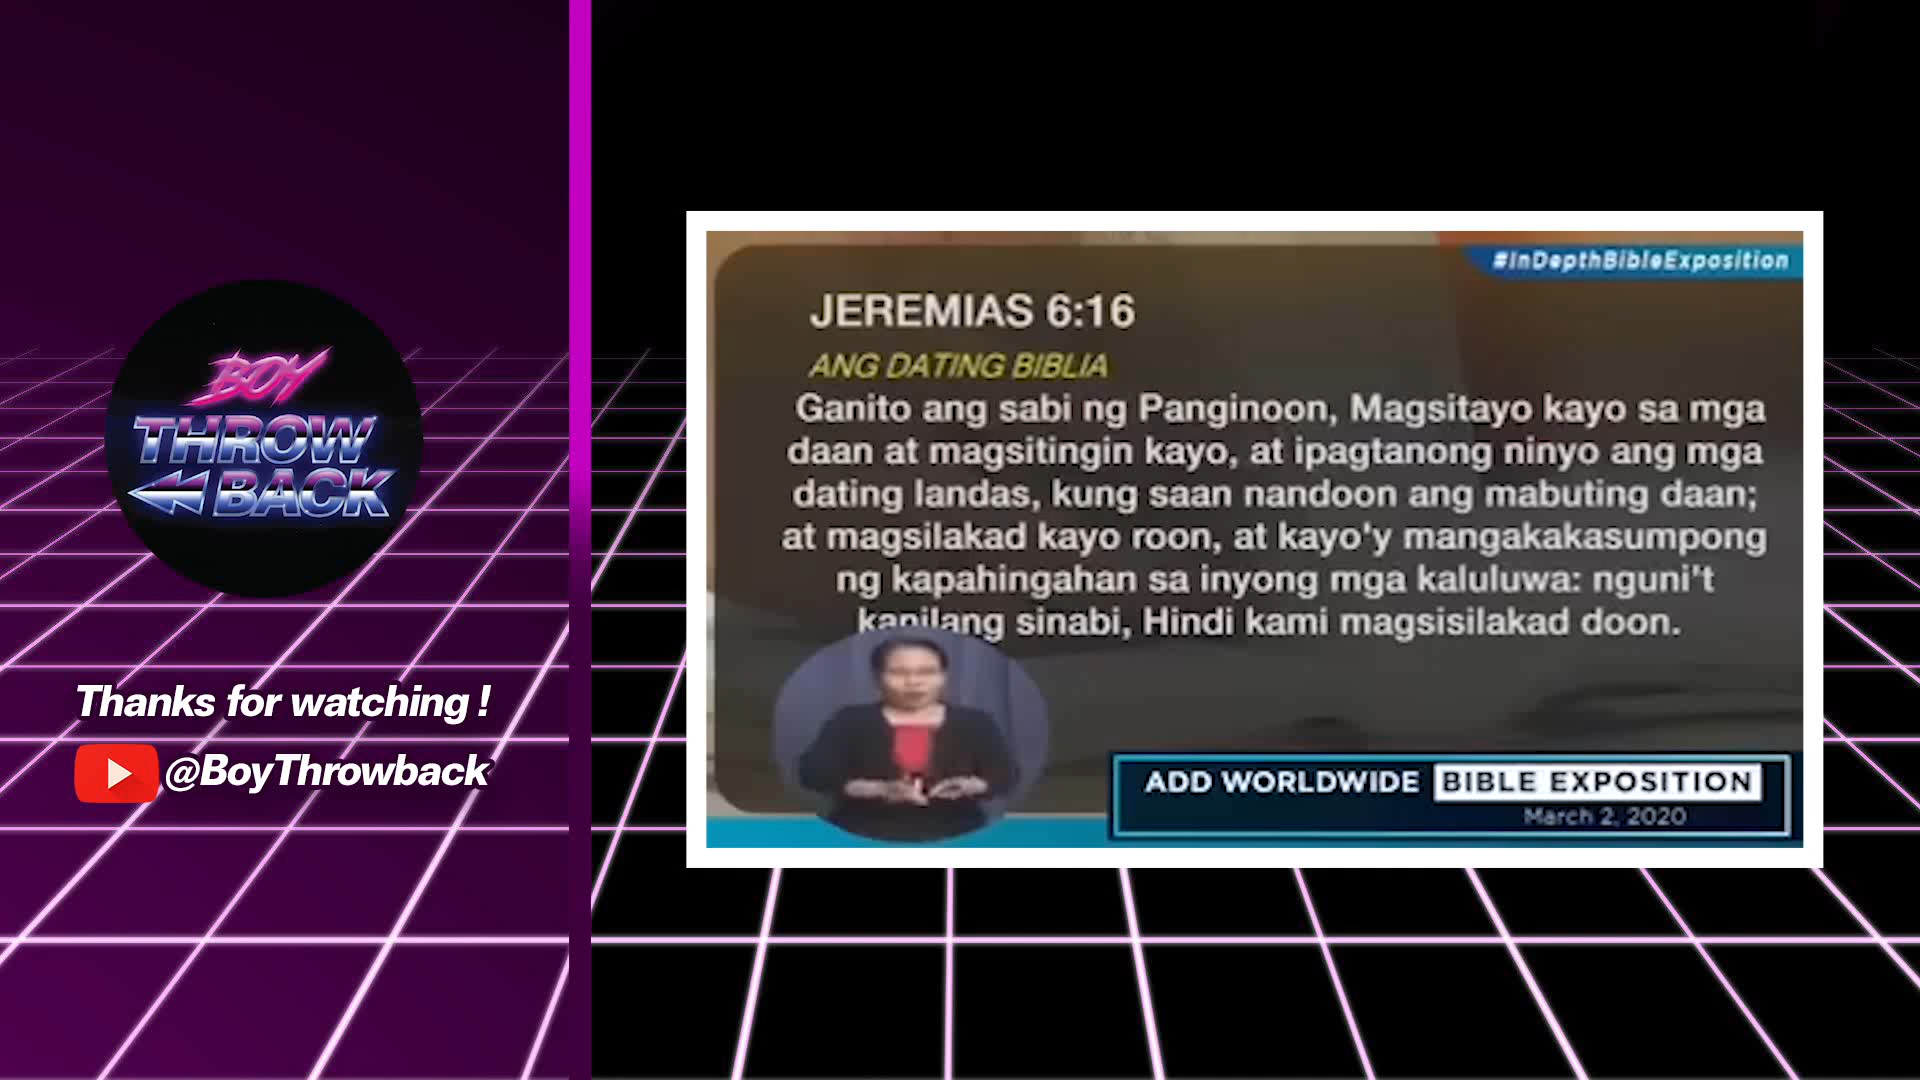 BOY
THROW
BACK
Thanks for watching !
@BoyThrowback
#InDepthBibleExposition
JEREMIAS 6:16
ANG DATING BIBLIA
Ganito ang sabi ng Panginoon, Magsitayo kayo sa mga
daan at magsitingin kayo, at ipagtanong ninyo ang mga
dating landas, kung saan nandoon ang mabuting daan;
at magsilakad kayo roon, at kayo'y mangakakasumpong
ng kapahingahan sa inyong mga kaluluwa: nguni't
kanilang sinabi, Hindi kami magsisilakad doon.
ADD WORLDWIDE BIBLE EXPOSITION
March 2, 2020